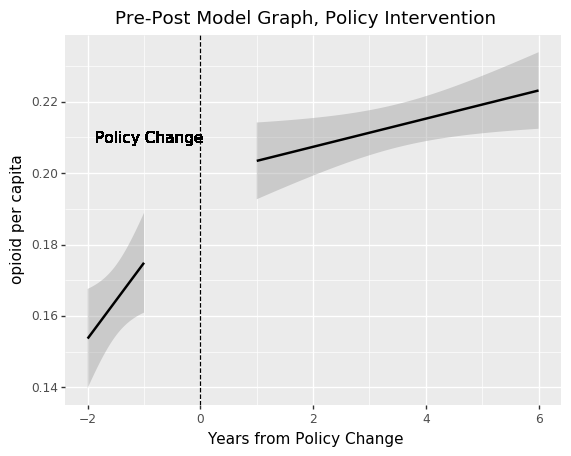 Pre-Post Model Graph, Policy Intervention
0.22
Policy Change
0.20
0.18
0.16
0.14
opioid per capita
−2 0 2 4 6
Years from Policy Change